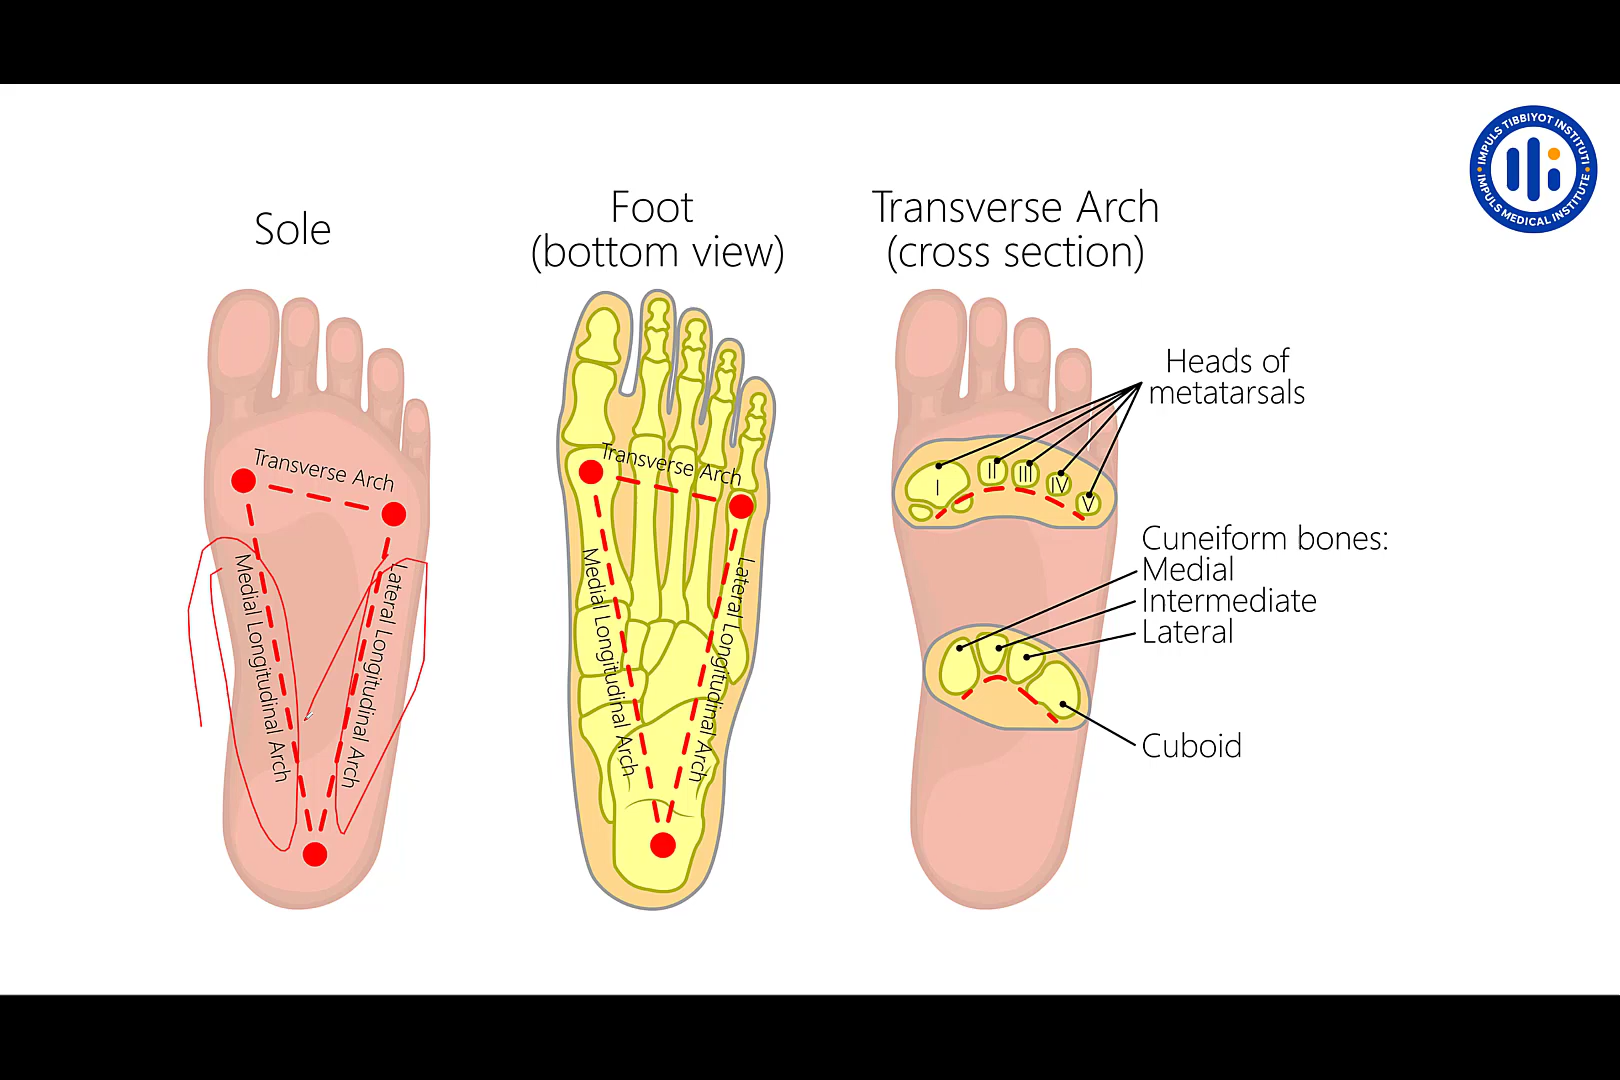 IMPULS TIBBIYOT INSTITUTI
IMPULS MEDICAL INSTITUTE
Sole
Transverse Arch
Medial Longitudinal Arch
Lateral Longitudinal Arch
Foot
(bottom view)
Transverse Arch
Medial Longitudinal Arch
Lateral Longitudinal Arch
Transverse Arch
(cross section)
Heads of
metatarsals
I
II
III
IV
V
Cuneiform bones:
Medial
Intermediate
Lateral
Cuboid